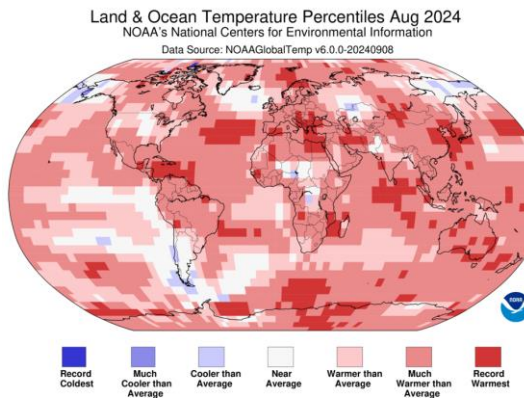 Land & Ocean Temperature Percentiles Aug 2024
NOAA's National Centers for Environmental Information
Data Source: NOAAGlobalTemp v6.0.0-20240908
noaa
Record
Coldest
Much
Cooler than
Average
Cooler than
Average
Near
Average
Warmer than
Average
Much
Warmer than
Average
Record
Warmest